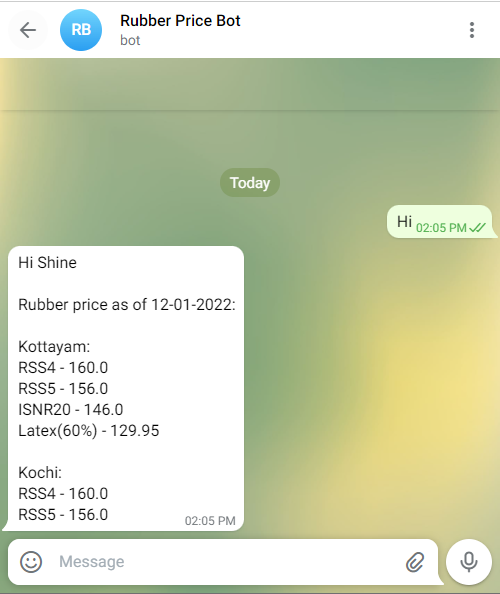 RB
Rubber Price Bot
bot
Today
Hi 02:05 PM
Hi Shine
Rubber price as of 12-01-2022:
Kottayam:
RSS4 - 160.0
RSS5 - 156.0
ISNR20 - 146.0
Latex(60%) - 129.95
Kochi:
RSS4 - 160.0
RSS5 - 156.0
02:05 PM
Message